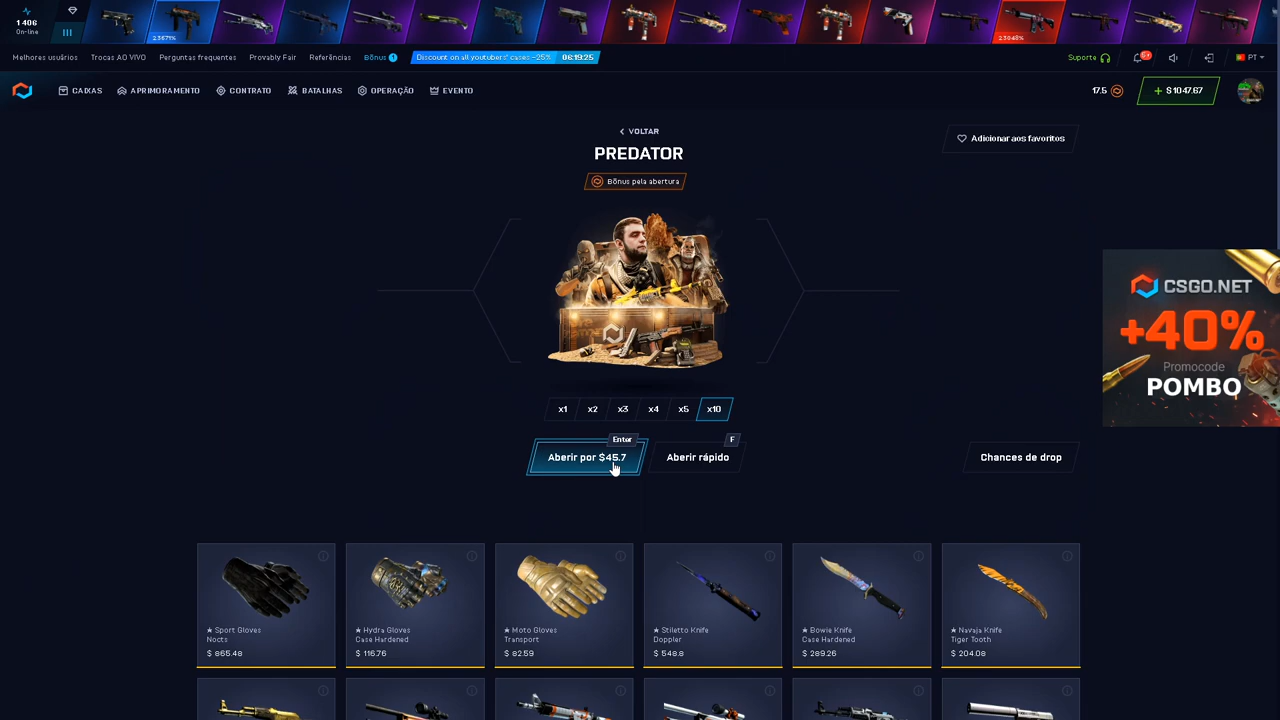 1 406
On-line
2.3671%
2.3048%
Melhores usuários
Trocas AO VIVO
Perguntas frequentes
Provably Fair
Referências
Bônus
Discount on all youtubers' cases -25%
06:19:25
Suporte
PT
CAIXAS
APRIMORAMENTO
CONTRATO
BATALHAS
OPERAÇÃO
EVENTO
17.5
+ $ 1047.67
VOLTAR
PREDATOR
Adicionar aos favoritos
Bônus pela abertura
CSGO.NET
+40%
Promocode
POMBO
x1
x2
x3
x4
x5
x10
Enter
F
Aberir por $45.7
Aberir rápido
Chances de drop
★ Sport Gloves
Nocts
$ 865.48
★ Hydra Gloves
Case Hardened
$ 116.76
★ Moto Gloves
Transport
$ 82.59
★ Stiletto Knife
Doppler
$ 548.8
★ Bowie Knife
Case Hardened
$ 289.26
★ Navaja Knife
Tiger Tooth
$ 204.08